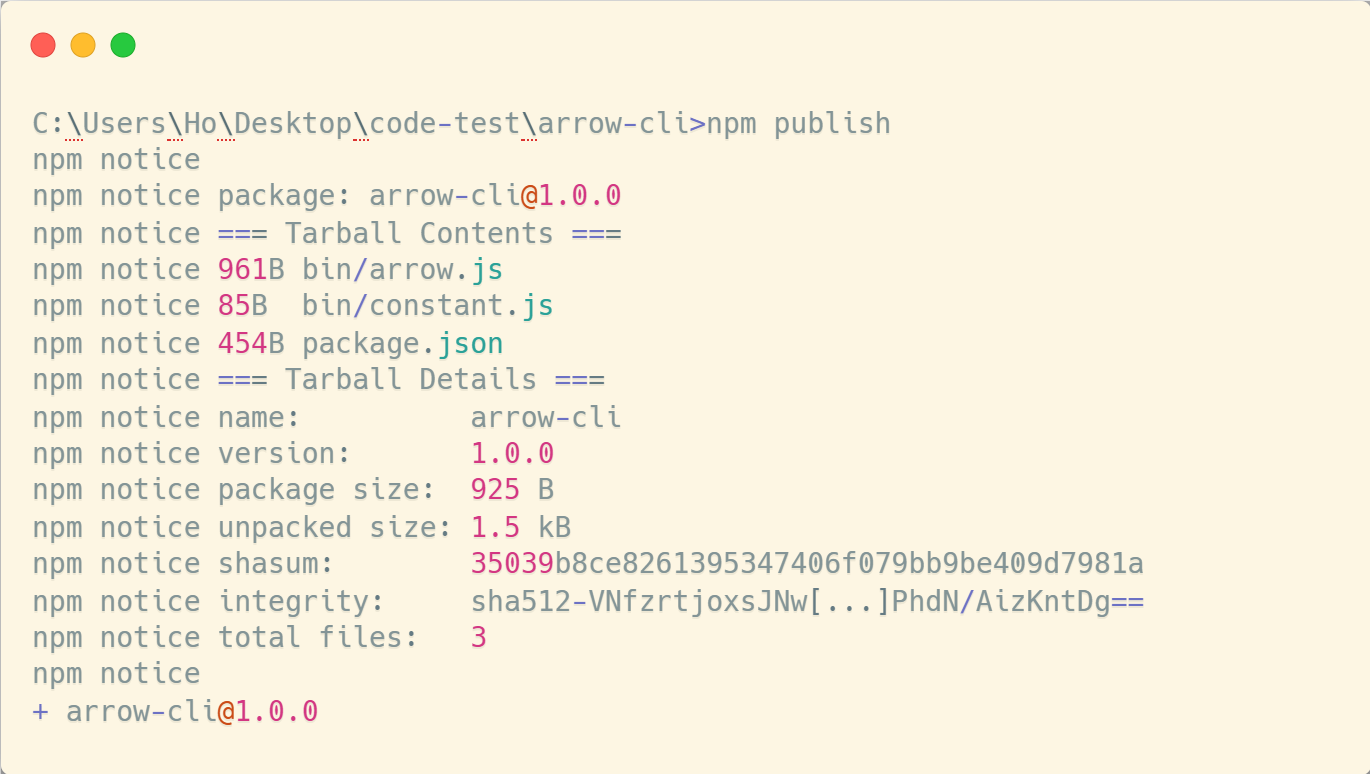 C:\Users\Ho\Desktop\code-test\arrow-cli>npm publish
npm notice
npm notice package: arrow-cli@1.0.0
npm notice === Tarball Contents ===
npm notice 961B bin/arrow.js
npm notice 85B  bin/constant.js
npm notice 454B package.json
npm notice === Tarball Details ===
npm notice name:          arrow-cli
npm notice version:       1.0.0
npm notice package size:  925 B
npm notice unpacked size: 1.5 kB
npm notice shasum:        35039b8ce8261395347406f079bb9be409d7981a
npm notice integrity:     sha512-VNfzrtjoxsJNw[...]PhdN/AizKntDg==
npm notice total files:   3
npm notice
+ arrow-cli@1.0.0